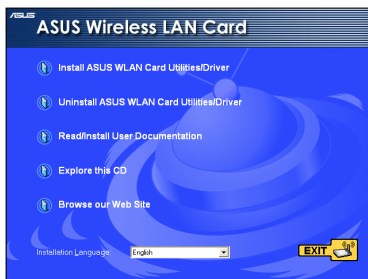 ASUS
ASUS Wireless LAN Card
Install ASUS WLAN Card Utilities/Driver
Uninstall ASUS WLAN Card Utilities/Driver
Read/Install User Documentation
Explore this CD
Browse our Web Site
Installation Language:
English
EXIT